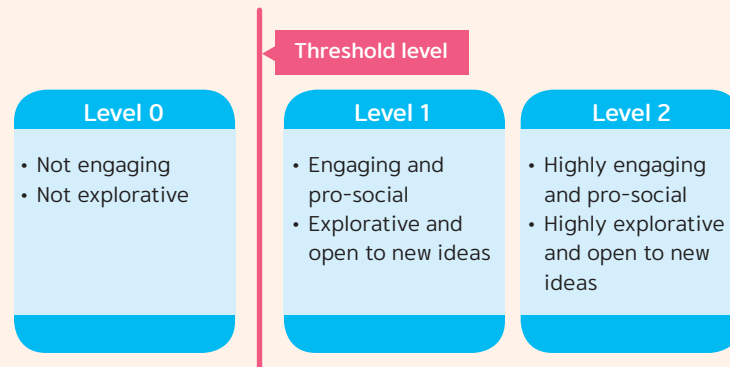 Threshold level
Level 0
• Not engaging
• Not explorative
Level 1
• Engaging and
pro-social
• Explorative and
open to new ideas
Level 2
• Highly engaging
and pro-social
• Highly explorative
and open to new
ideas